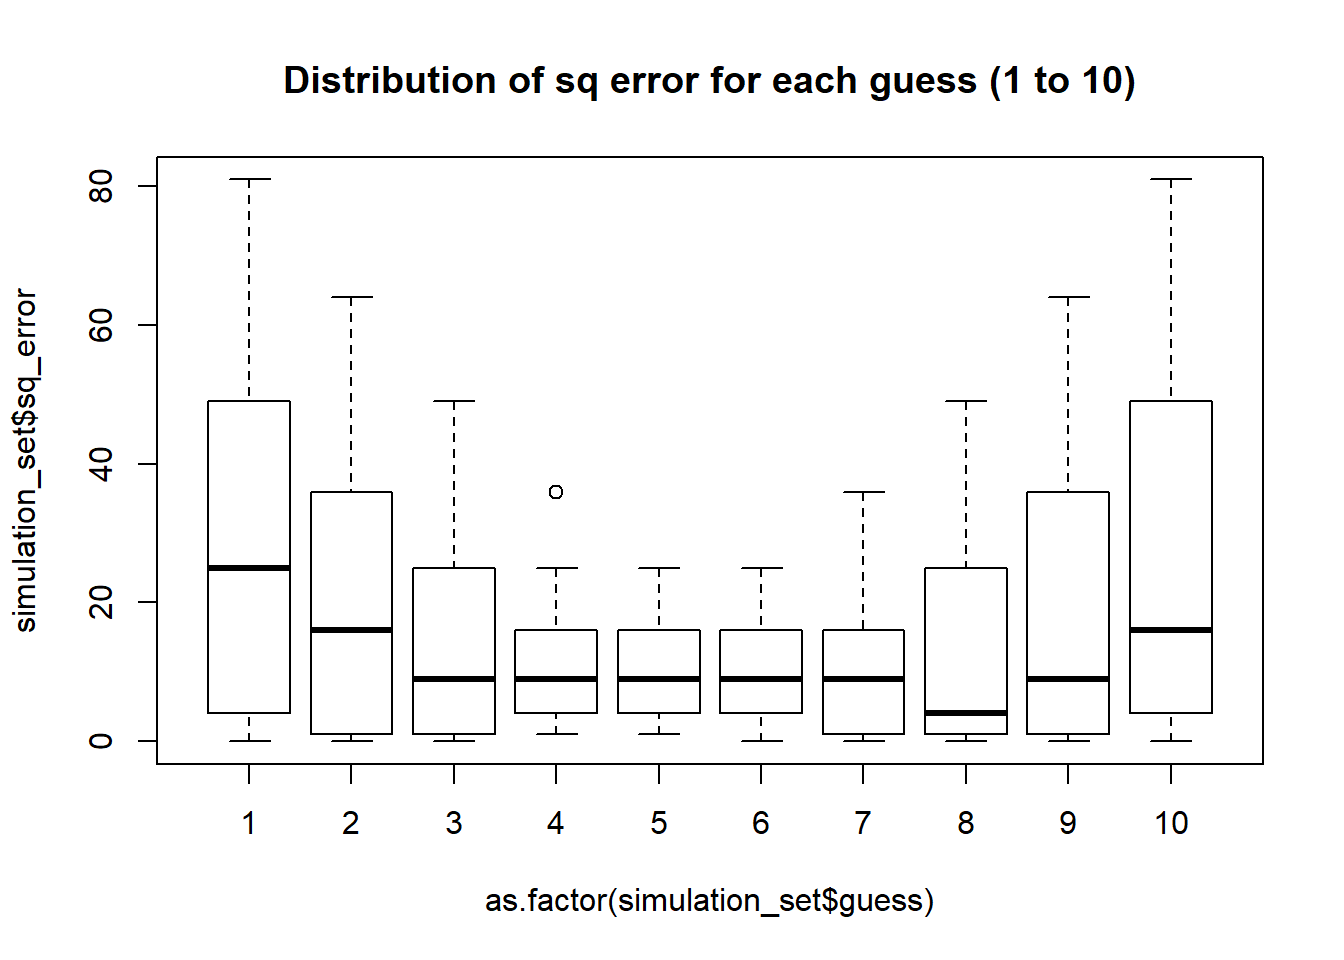 Distribution of sq error for each guess (1 to 10)
simulation_set$sq_error
80
60
40
20
0
1 2 3 4 5 6 7 8 9 10
as.factor(simulation_set$guess)